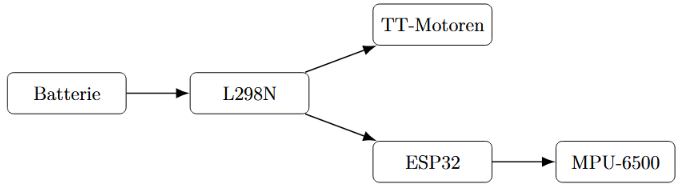 TT-Motoren
Batterie
L298N
ESP32
MPU-6500